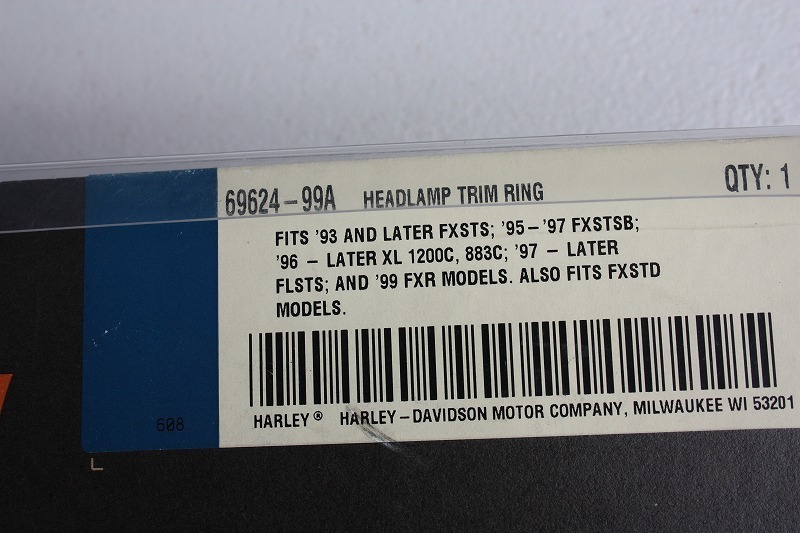 69624-99A HEADLAMP TRIM RING QTY: 1
FITS '93 AND LATER FXSTS; '95-'97 FXSTSB;
'96 - LATER XL 1200C, 883C; '97 - LATER
FLSTS; AND '99 FXR MODELS. ALSO FITS FXSTD
MODELS.
HARLEY® HARLEY-DAVIDSON MOTOR COMPANY, MILWAUKEE WI 53201
608